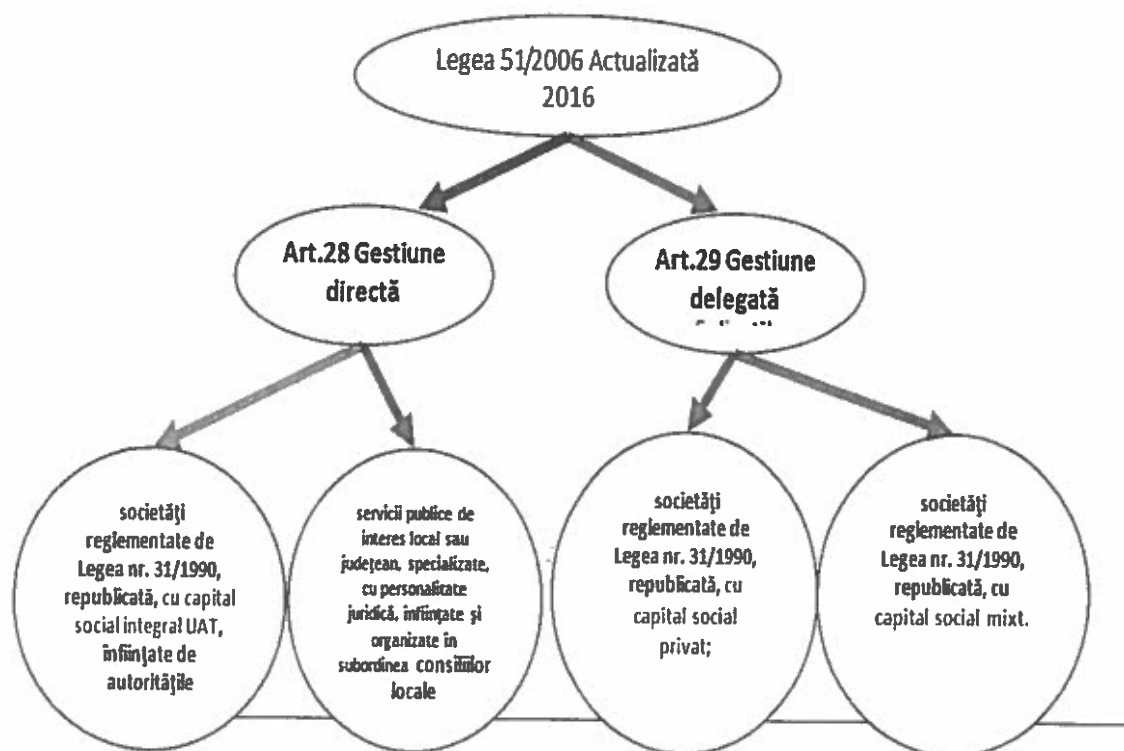 Legea 51/2006 Actualizată
2016
Art.28 Gestiune
directă
Art.29 Gestiune
delegată
societăţi
reglementate de
Legea nr. 31/1990,
republicată, cu capital
social integral UAT,
înfiinţate de
autorităţile
servicii publice de
interes local sau
județean, specializate,
cu personalitate
juridică, înființate și
organizate în
subordinea consiliilor
locale
societăţi
reglementate de
Legea nr. 31/1990,
republicată, cu
capital social
privat;
societăţi
reglementate de
Legea nr. 31/1990,
republicată, cu
capital social mixt.